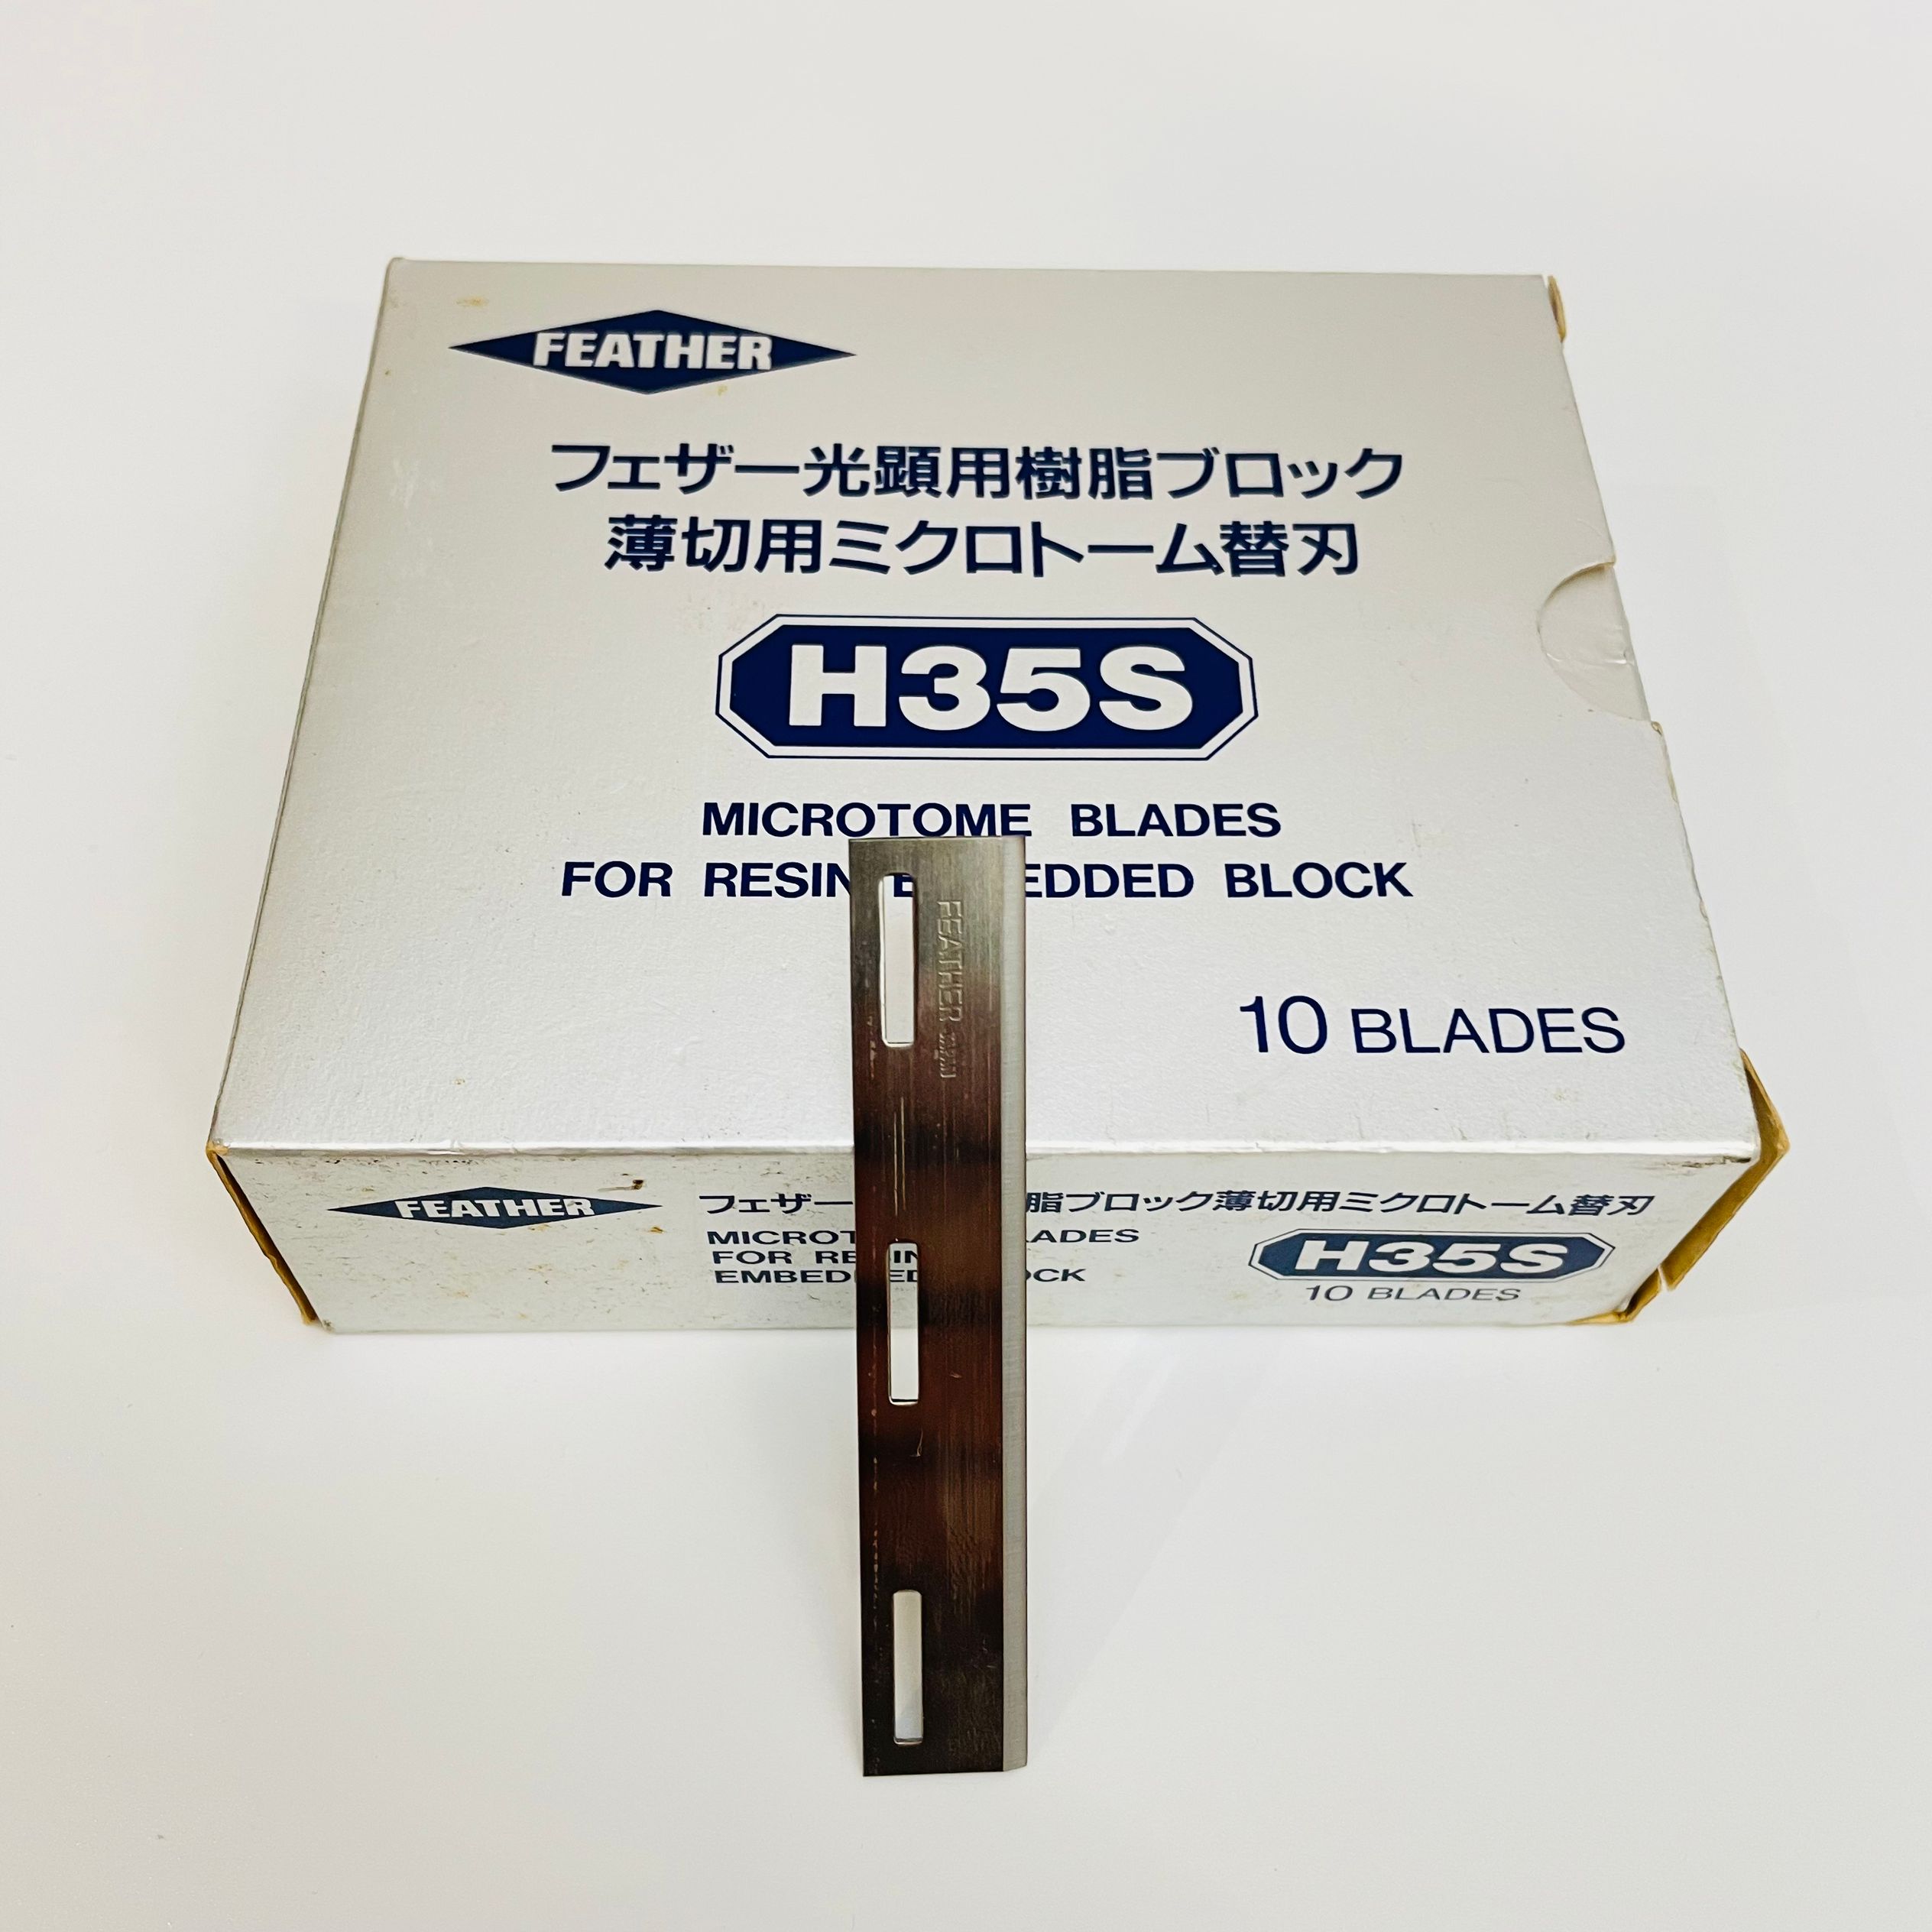 FEATHER
フェザー光顕用樹脂ブロック
薄切用ミクロトーム替刃
H35S
MICROTOME BLADES
FOR RESIN E EDDED BLOCK
10 BLADES
FEATHER
FEATHER
フェザー 脂ブロック薄切用ミクロトーム替刃
MICROT LADES
FOR RESIN
EMBEDDED OCK
H35S
10 BLADES